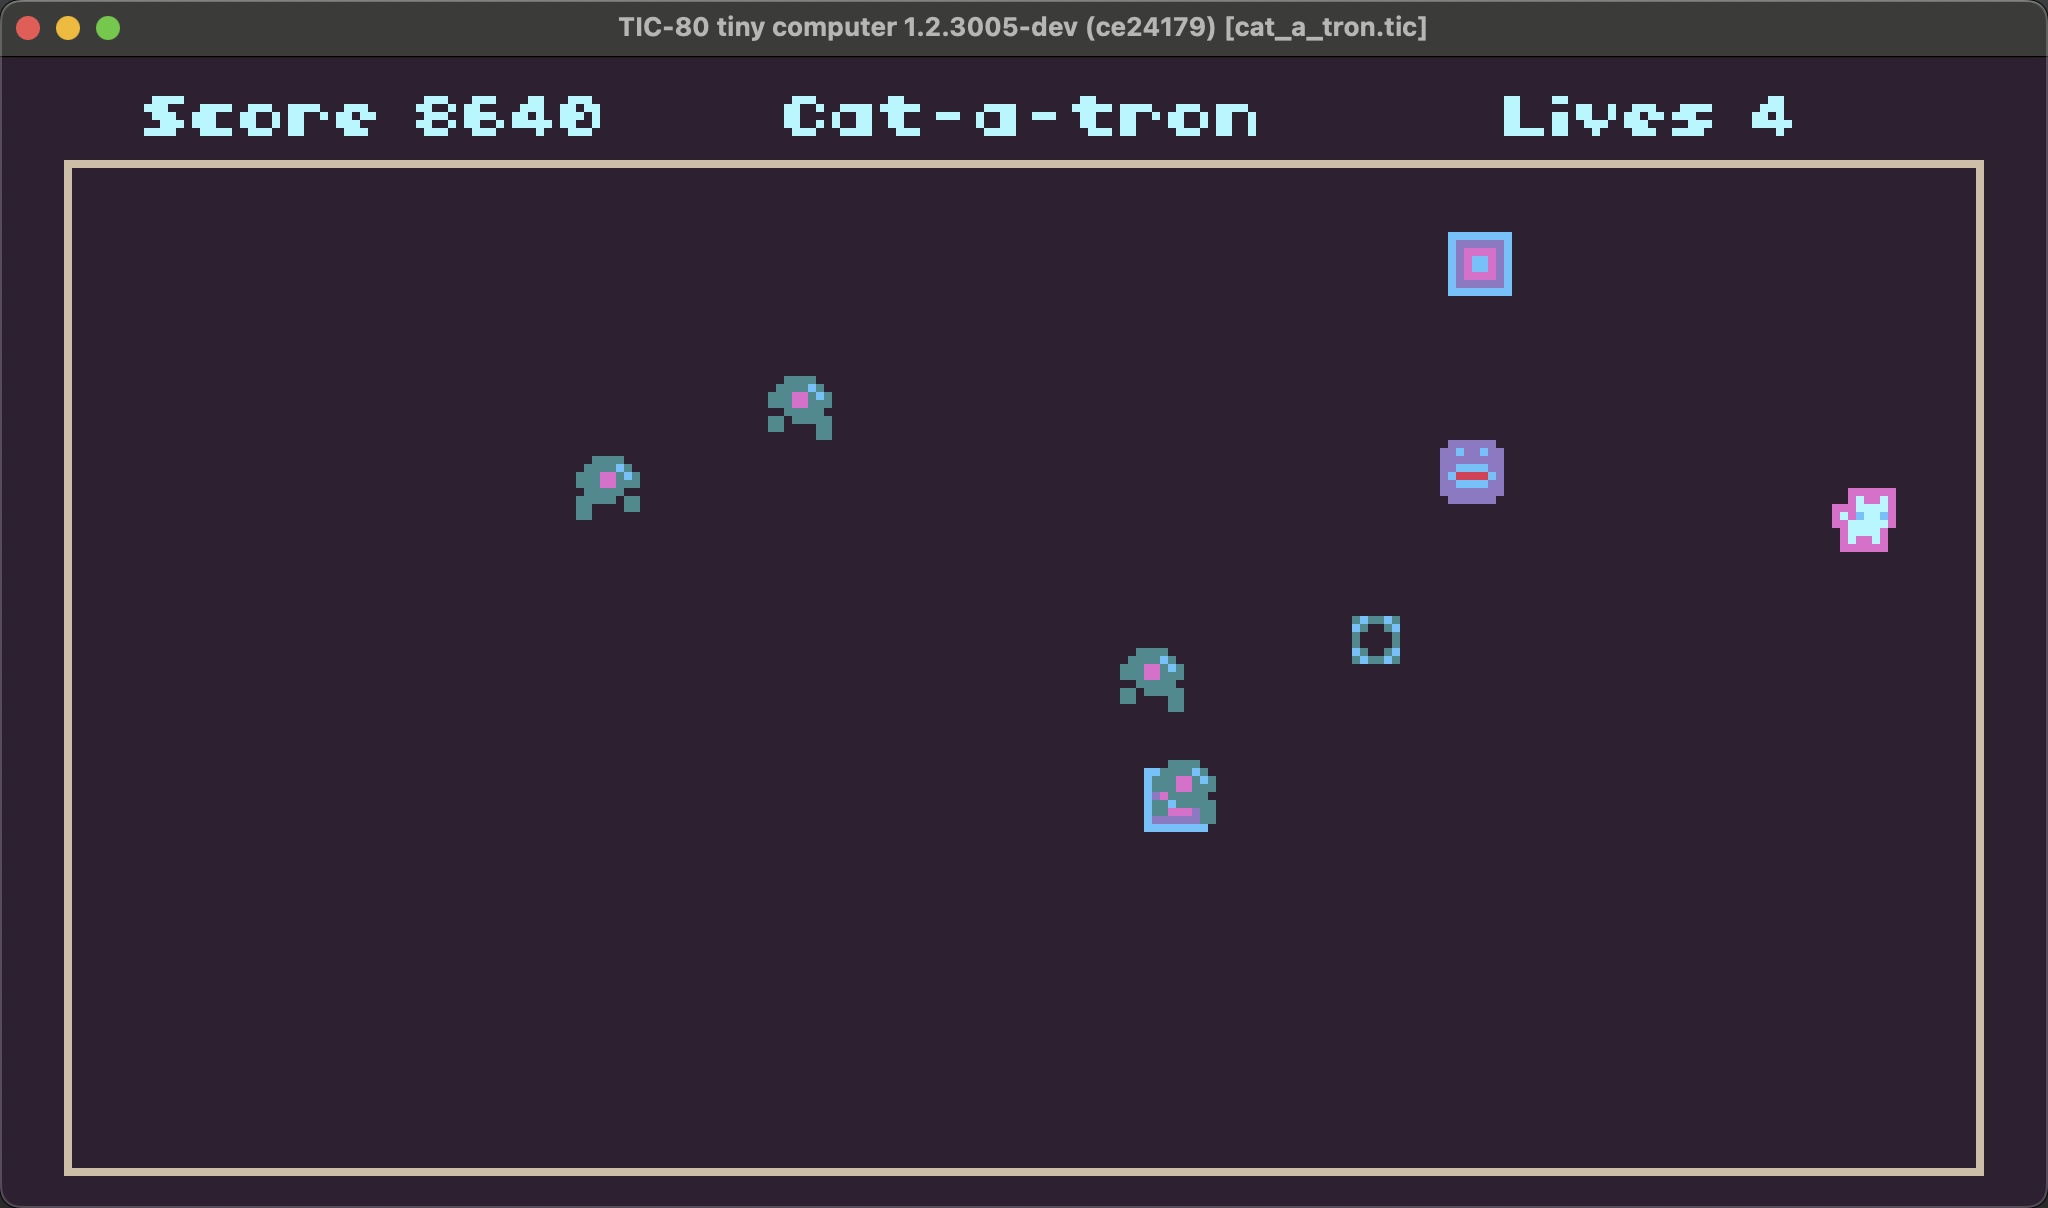 TIC-80 tiny computer 1.2.3005-dev (ce24179) [cat_a_tron.tic]
Score 8640 Cat-a-tron Lives 4